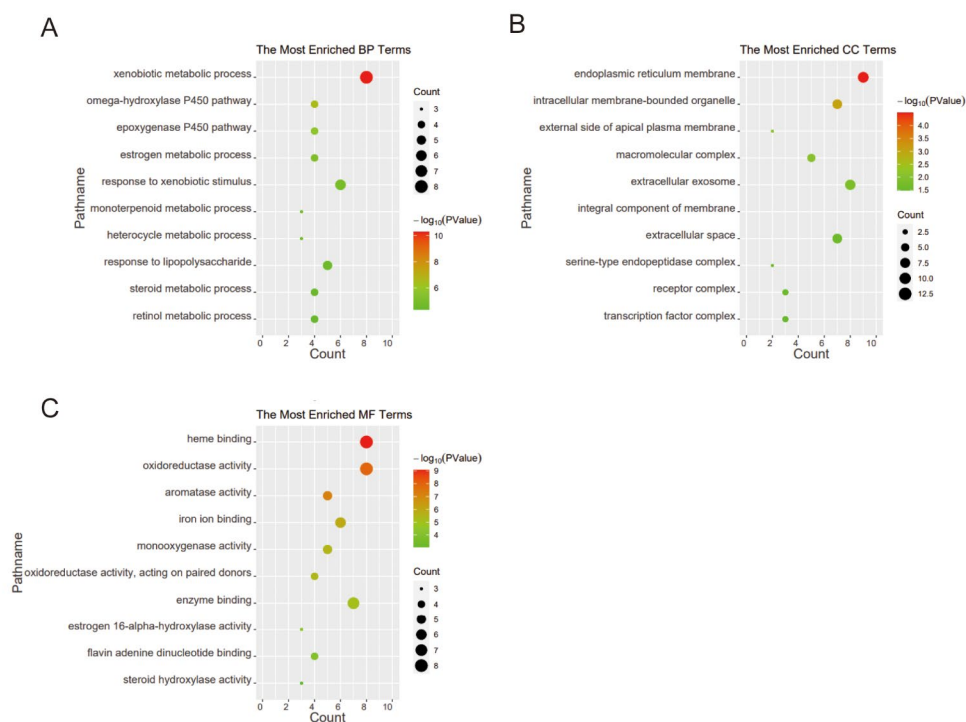 A
The Most Enriched BP Terms
xenobiotic metabolic process
omega-hydroxylase P450 pathway
epoxygenase P450 pathway
estrogen metabolic process
response to xenobiotic stimulus
monoterpenoid metabolic process
heterocycle metabolic process
response to lipopolysaccharide
steroid metabolic process
retinol metabolic process
Pathname
0 2 4 6 8 10
Count
Count
3
4
5
6
7
8
−log10(PValue)
10
8
6
B
The Most Enriched CC Terms
endoplasmic reticulum membrane
intracellular membrane-bounded organelle
external side of apical plasma membrane
macromolecular complex
extracellular exosome
integral component of membrane
extracellular space
serine-type endopeptidase complex
receptor complex
transcription factor complex
Pathname
0 2 4 6 8 10
Count
−log10(PValue)
4.0
3.5
3.0
2.5
2.0
1.5
Count
2.5
5.0
7.5
10.0
12.5
C
The Most Enriched MF Terms
heme binding
oxidoreductase activity
aromatase activity
iron ion binding
monooxygenase activity
oxidoreductase activity, acting on paired donors
enzyme binding
estrogen 16-alpha-hydroxylase activity
flavin adenine dinucleotide binding
steroid hydroxylase activity
Pathname
0 2 4 6 8 10
Count
−log10(PValue)
9
8
7
6
5
4
Count
3
4
5
6
7
8